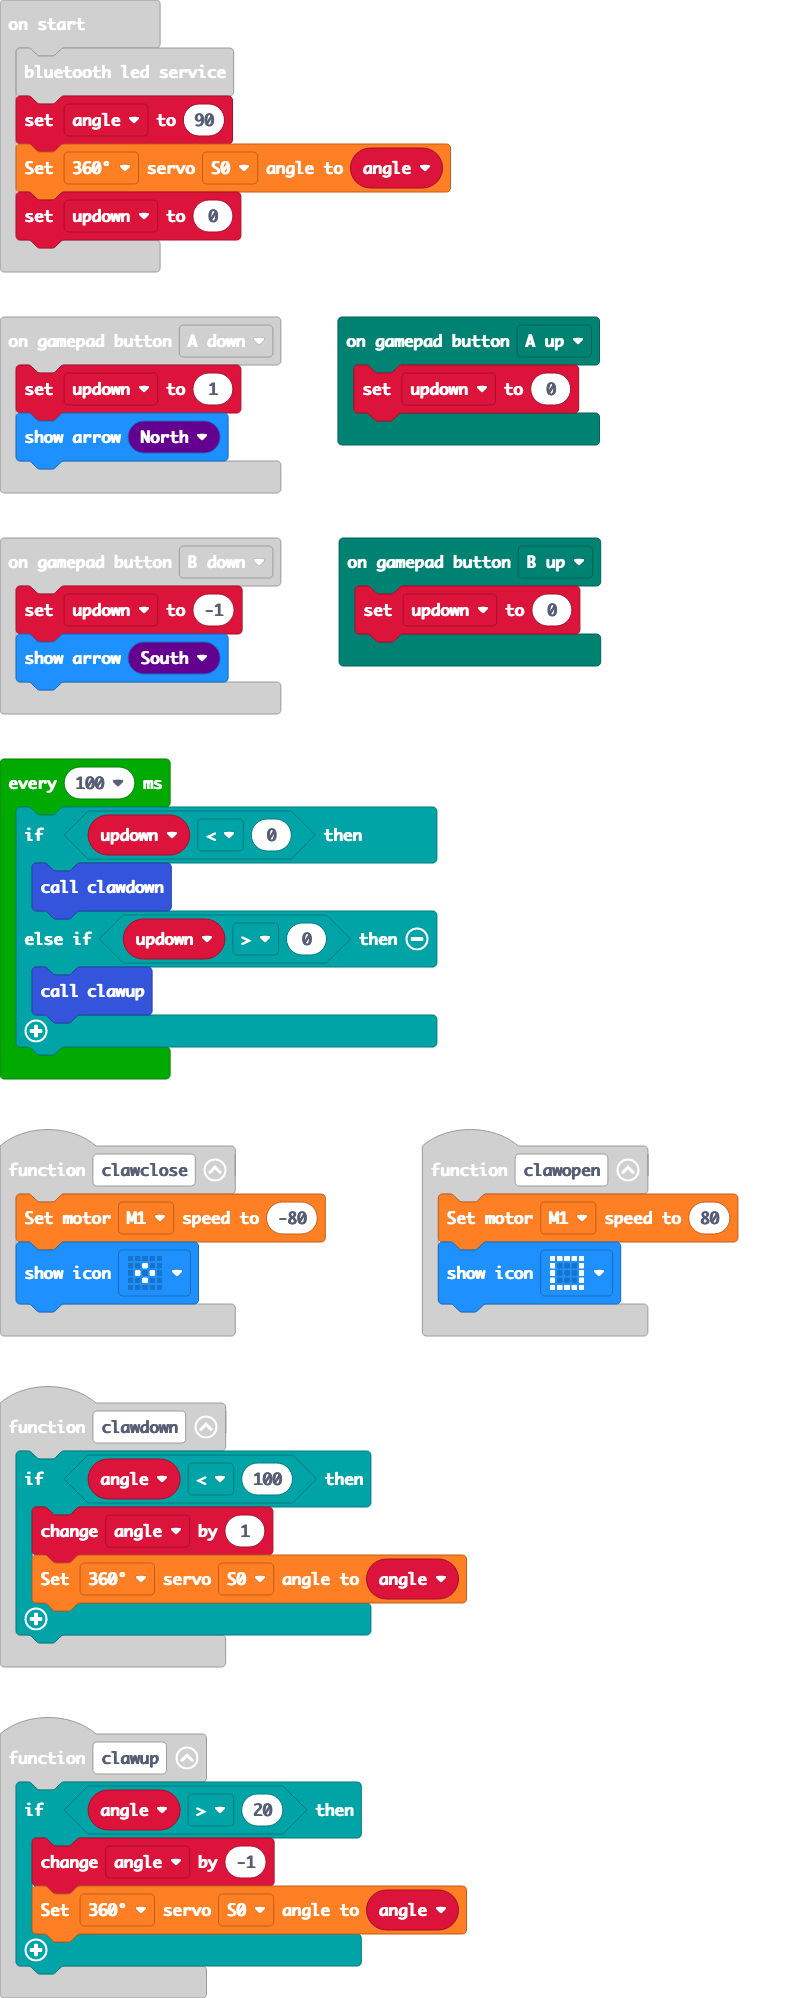 on start
bluetooth led service
set angle to 90
Set 360° servo S0 angle to angle
set updown to 0
on gamepad button A down
set updown to 1
show arrow North
on gamepad button A up
set updown to 0
on gamepad button B down
set updown to -1
show arrow South
on gamepad button B up
set updown to 0
every 100 ms
if updown < 0 then
call clawdown
else if updown > 0 then
call clawup
function clawclose
Set motor M1 speed to -80
show icon
function clawopen
Set motor M1 speed to 80
show icon
function clawdown
if angle < 100 then
change angle by 1
Set 360° servo S0 angle to angle
function clawup
if angle > 20 then
change angle by -1
Set 360° servo S0 angle to angle